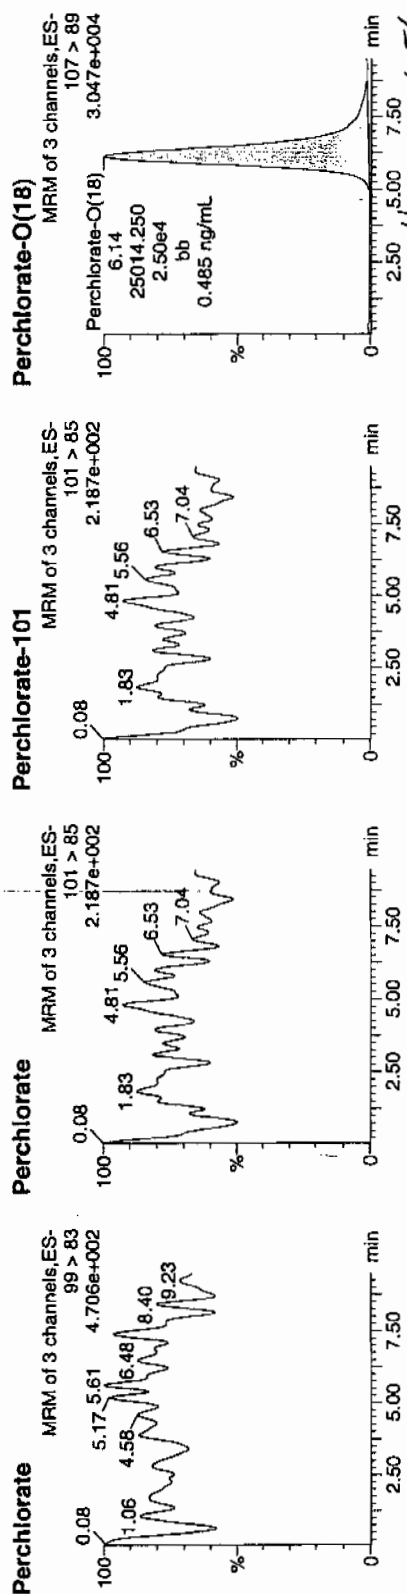 Perchlorate
MRM of 3 channels,ES-
99 > 83
4.706e+002
100
0.08
1.06
4.58
5.17
5.61
6.48
8.40
9.23
%
0
2.50
5.00
7.50
min
Perchlorate
MRM of 3 channels,ES-
101 > 85
2.187e+002
100
0.08
1.83
4.81
5.56
6.53
7.04
%
0
2.50
5.00
7.50
min
Perchlorate-101
MRM of 3 channels,ES-
101 > 85
2.187e+002
100
0.08
1.83
4.81
5.56
6.53
7.04
%
0
2.50
5.00
7.50
min
Perchlorate-O(18)
MRM of 3 channels,ES-
107 > 89
3.047e+004
100
Perchlorate-O(18)
6.14
25014.250
2.50e4
bb
0.485 ng/mL
%
0
2.50
5.00
7.50
min